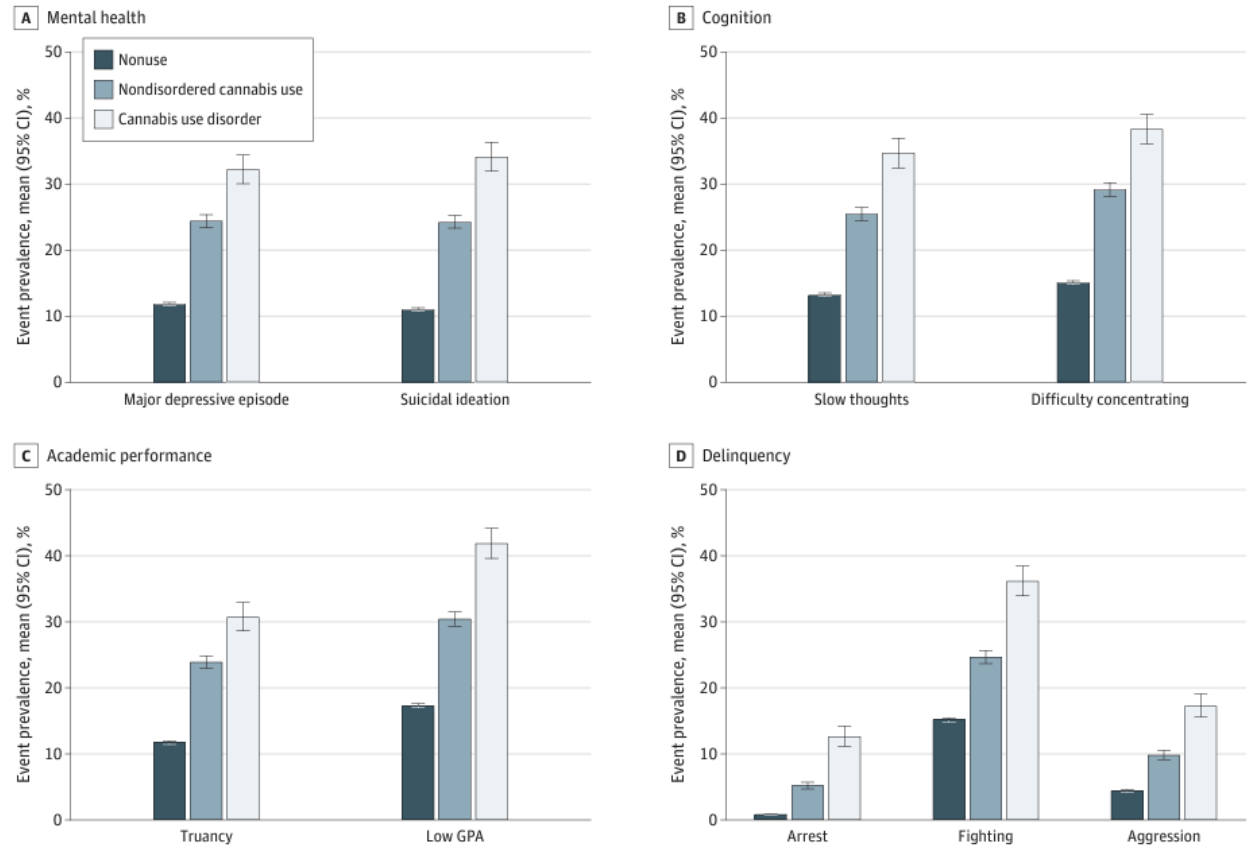 A Mental health
Event prevalence, mean (95% CI), %
50
40
30
20
10
0
Nonuse
Nondisordered cannabis use
Cannabis use disorder
Major depressive episode Suicidal ideation
B Cognition
Event prevalence, mean (95% CI), %
50
40
30
20
10
0
Slow thoughts Difficulty concentrating
C Academic performance
Event prevalence, mean (95% CI), %
50
40
30
20
10
0
Truancy Low GPA
D Delinquency
Event prevalence, mean (95% CI), %
50
40
30
20
10
0
Arrest Fighting Aggression